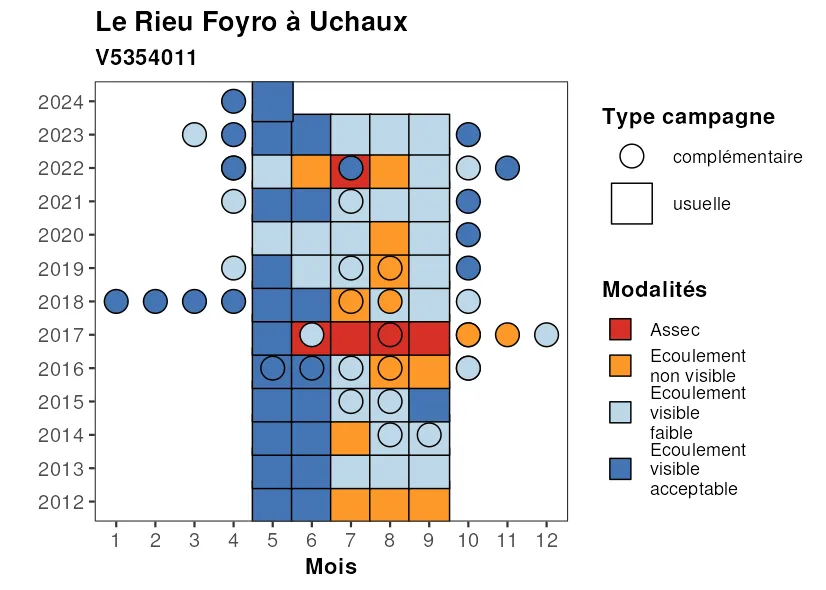 Le Rieu Foyro à Uchaux
V5354011
2024
2023
2022
2021
2020
2019
2018
2017
2016
2015
2014
2013
2012
1 2 3 4 5 6 7 8 9 10 11 12
Mois
Type campagne
complémentaire
usuelle
Modalités
Assec
Ecoulement
non visible
Ecoulement
visible
faible
Ecoulement
visible
acceptable